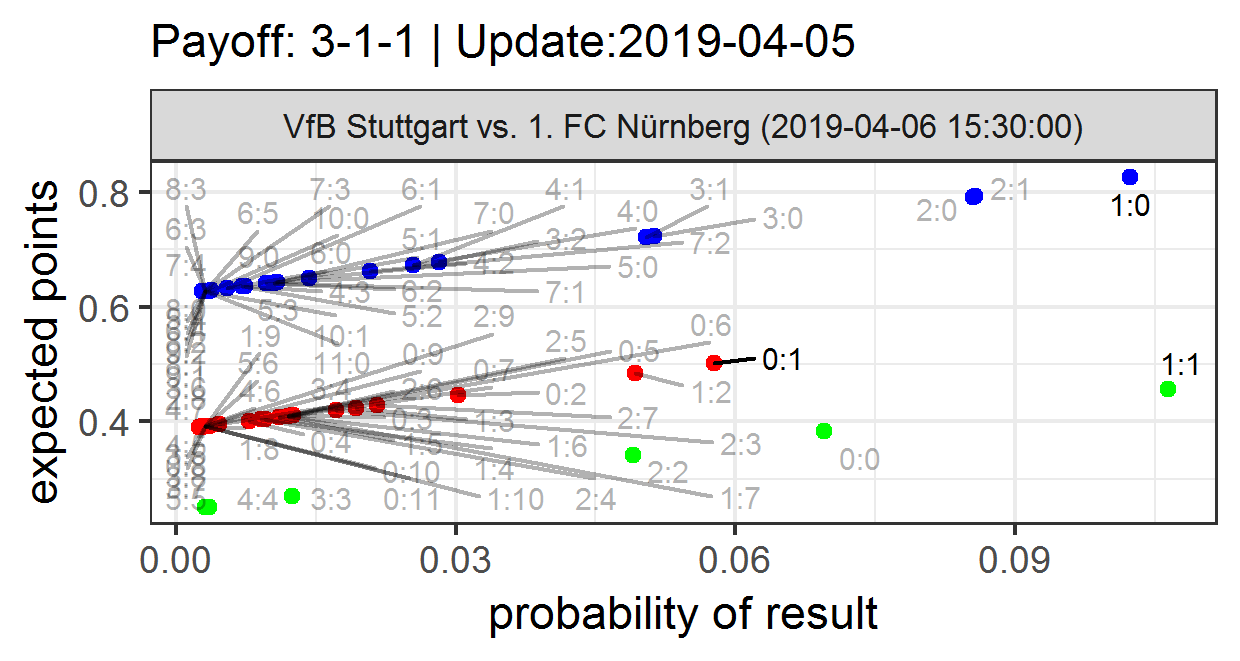 Payoff: 3-1-1 | Update:2019-04-05
VfB Stuttgart vs. 1. FC Nürnberg (2019-04-06 15:30:00)
expected points
0.8
0.6
0.4
8:3 7:3 6:1 4:1 3:1 2:1
6:5 10:0 7:0 4:0 3:0 2:0 1:0
6:3 9:0 6:0 5:1 3:2 7:2
7:4 4:3 6:2 4:2 7:1 5:0
5:3 5:2
1:9 10:1 2:9 0:6
5:6 11:0 0:9 2:5 0:5 0:1 1:1
4:6 3:4 2:6 0:7 0:2 1:2
0:3 1:3 2:7
1:8 0:4 1:5 1:6 2:3 0:0
0:10 1:4 2:2
4:4 3:3 0:11 1:10 2:4 1:7
0.00 0.03 0.06 0.09
probability of result